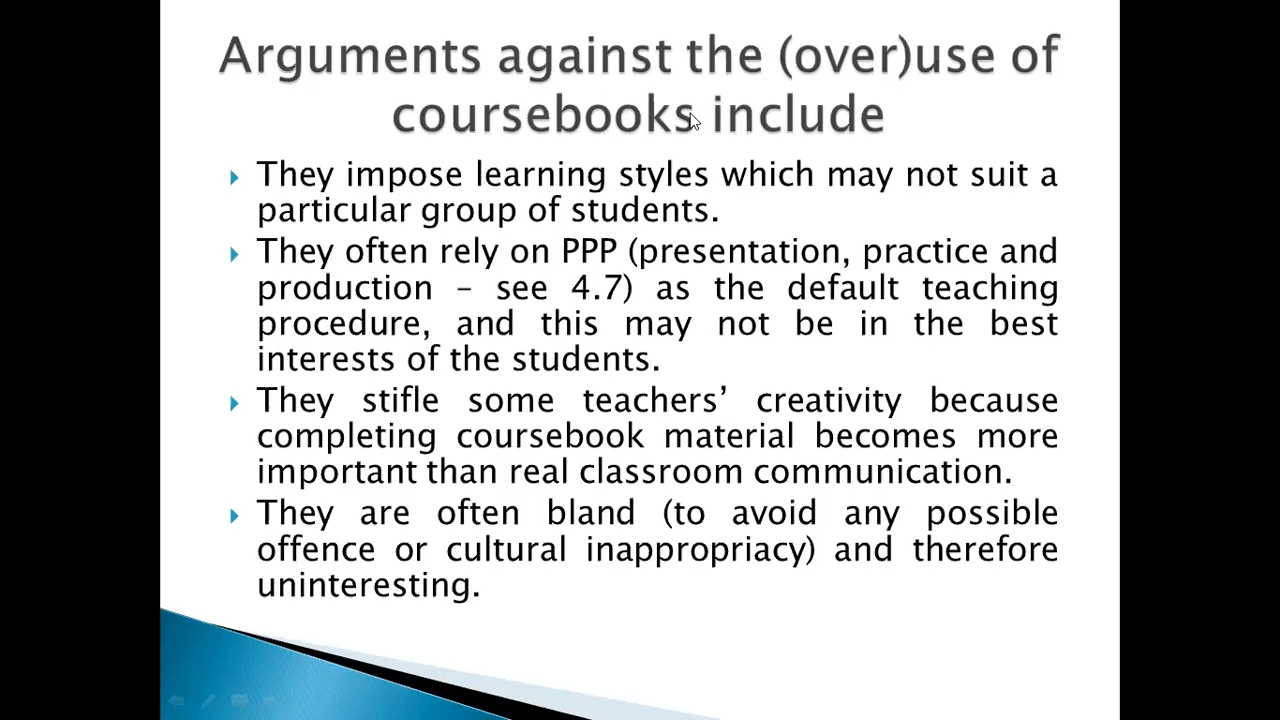 Arguments against the (over)use of
coursebooks include
They impose learning styles which may not suit a
particular group of students.
They often rely on PPP (presentation, practice and
production – see 4.7) as the default teaching
procedure, and this may not be in the best
interests of the students.
They stifle some teachers’ creativity because
completing coursebook material becomes more
important than real classroom communication.
They are often bland (to avoid any possible
offence or cultural inappropriacy) and therefore
uninteresting.